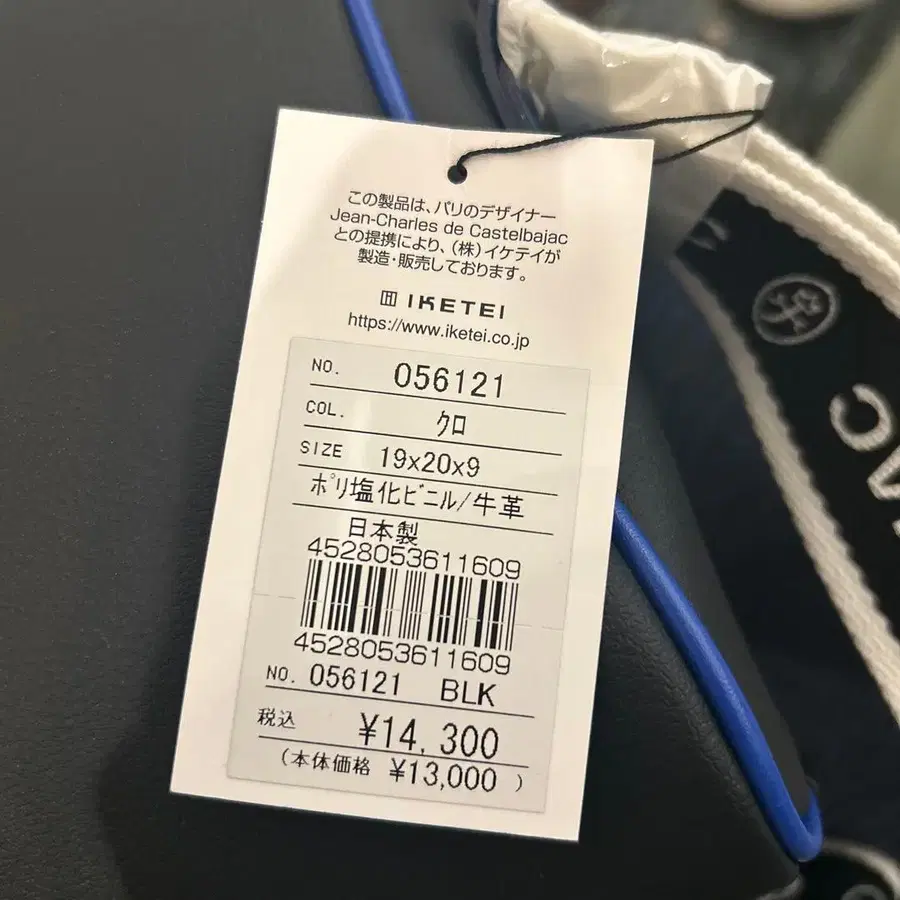 この製品は、パリのデザイナー
Jean-Charles de Castelbajac
との提携により、(株)イケテイが
製造・販売しております。
IKETEI
https://www.iketei.co.jp
NO. 056121
COL. クロ
SIZE 19x20x9
ポリ塩化ビニル/牛革
日本製
4528053611609
4528053611609
NO. 056121 BLK
税込 ¥14,300
(本体価格 ¥13,000 )